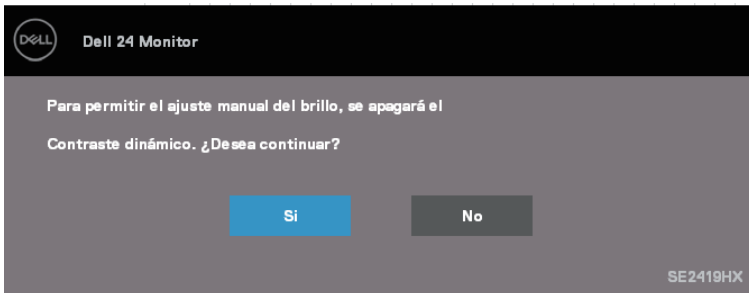 DELL
Dell 24 Monitor
Para permitir el ajuste manual del brillo, se apagará el
Contraste dinámico. ¿Desea continuar?
Si
No
SE2419HX